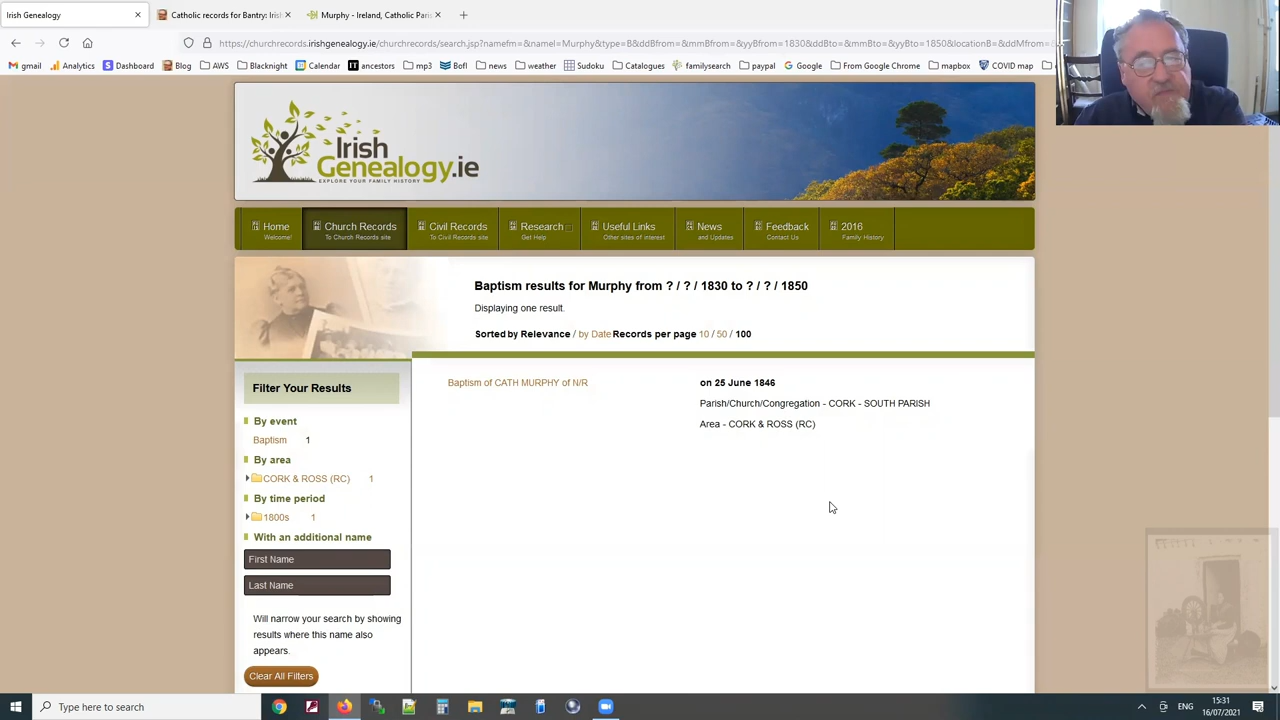 Irish Genealogy
Catholic records for Bantry: Iris
Murphy - Ireland, Catholic Paris
https://churchrecords.irishgenealogy.ie/churchrecords/search.jsp?namefm=&namel=Murphy&type=B&ddBfrom=&mmBfrom=&yyBfrom=1830&ddBto=&mmBto=&yyBto=1850&locationB=&ddMfrom=
gmail Analytics Dashboard Blog AWS Blacknight Calendar ancestors mp3 BofI news weather Sudoku Catalogues familysearch paypal Google From Google Chrome mapbox COVID map
Irish
Genealogy.ie
EXPLORE YOUR FAMILY HISTORY
Home Church Records Civil Records Research Useful Links News Feedback 2016
Welcome! To Church Records site To Civil Records site Get Help Other sites of interest and Updates Contact Us Family History
Baptism results for Murphy from ? / ? / 1830 to ? / ? / 1850
Displaying one result.
Sorted by Relevance / by Date Records per page 10 / 50 / 100
Filter Your Results
By event
Baptism 1
By area
CORK & ROSS (RC) 1
By time period
1800s 1
With an additional name
First Name
Last Name
Will narrow your search by showing
results where this name also
appears.
Clear All Filters
Baptism of CATH MURPHY of N/R
on 25 June 1846
Parish/Church/Congregation - CORK - SOUTH PARISH
Area - CORK & ROSS (RC)
Type here to search
ENG
15:31
16/07/2021